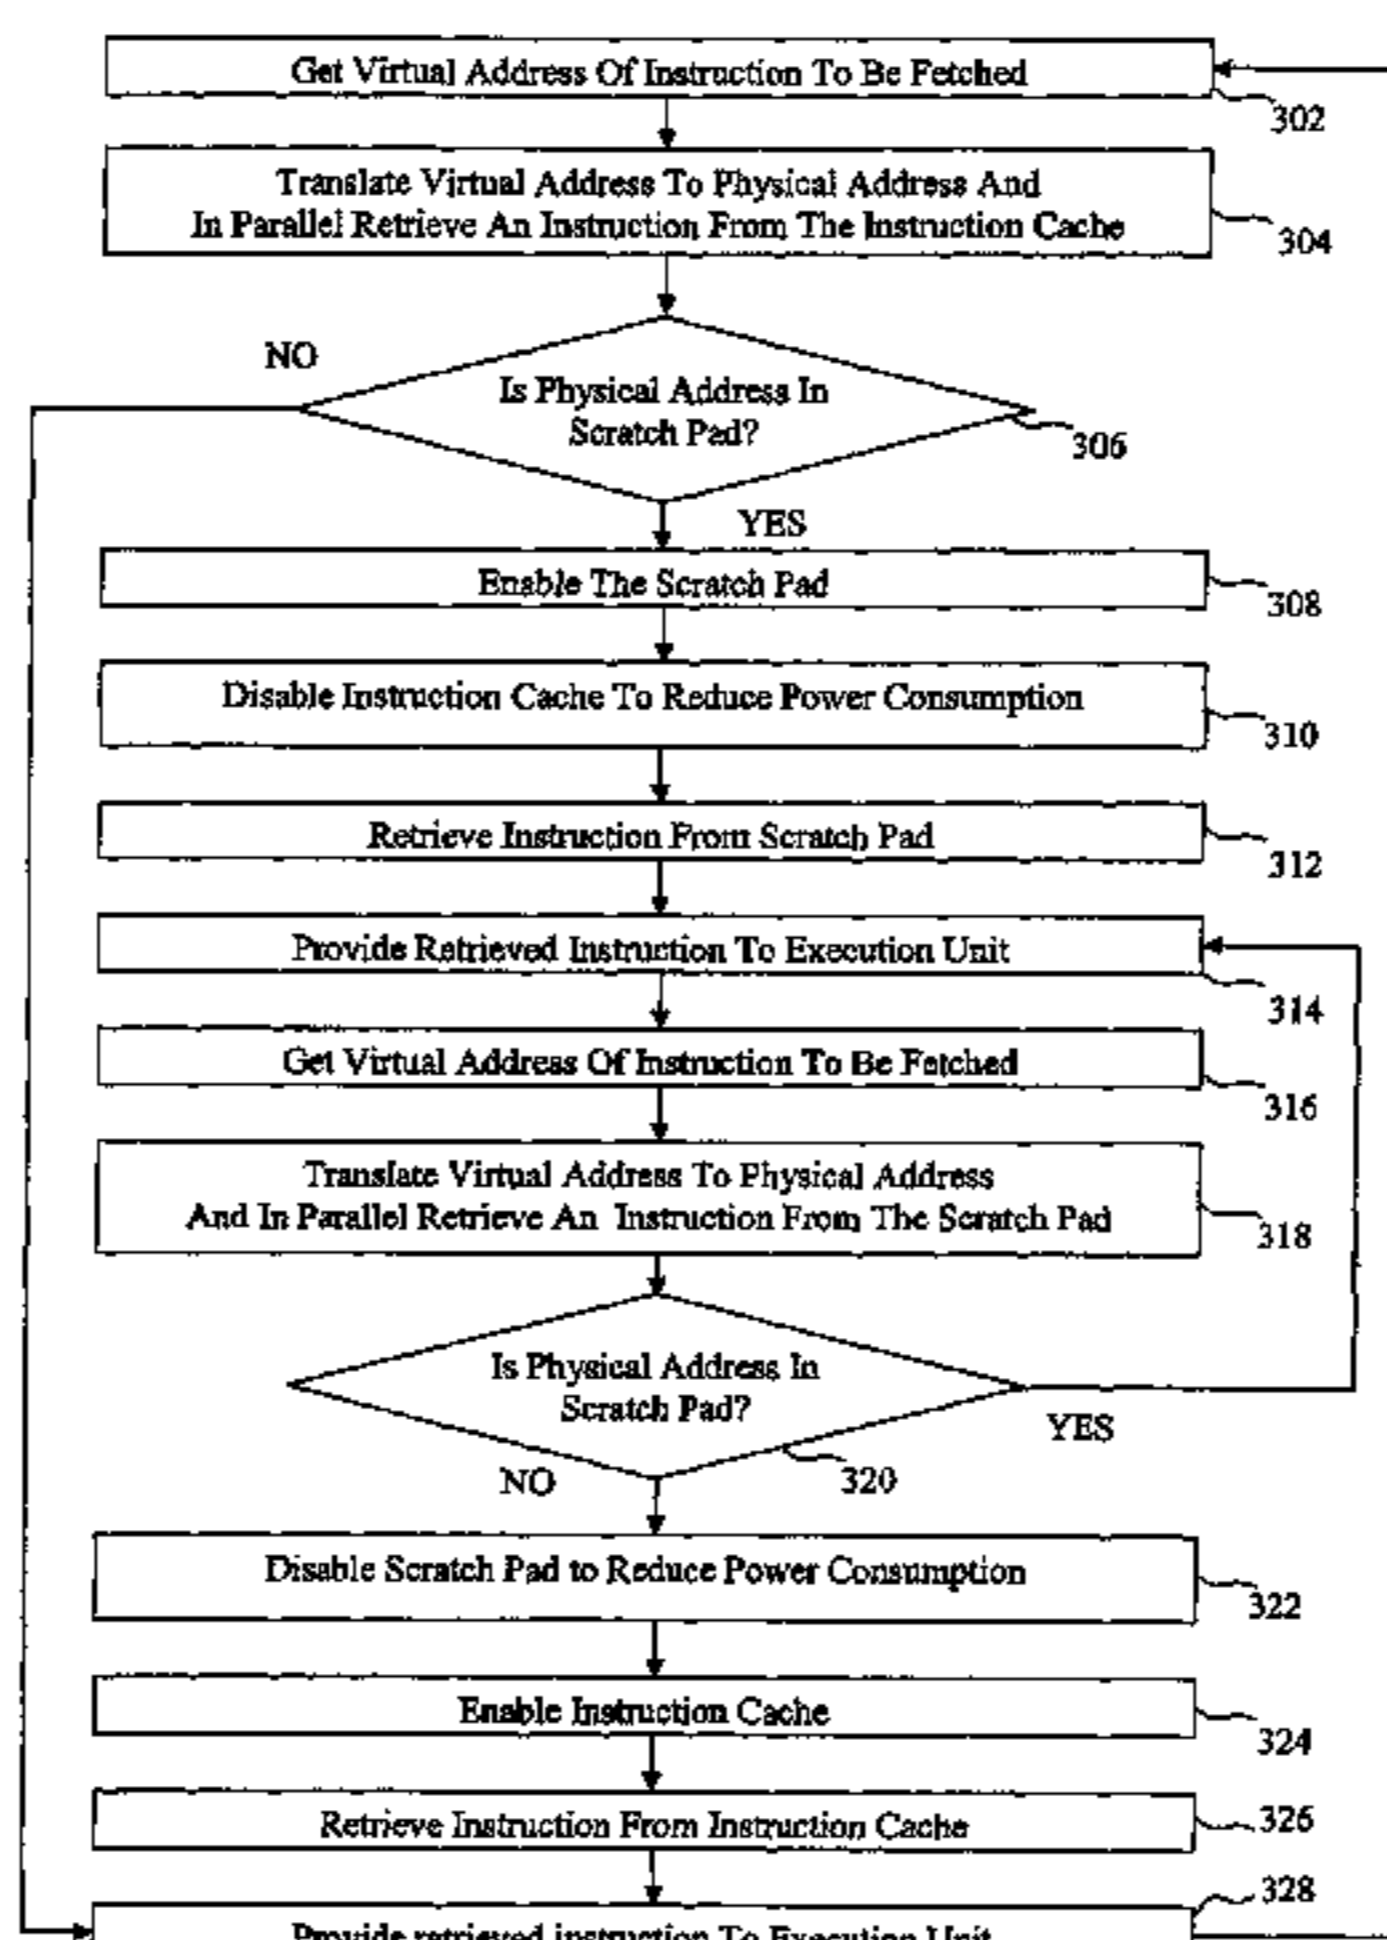 Get Virtual Address Of Instruction To Be Fetched
302
Translate Virtual Address To Physical Address And
In Parallel Retrieve An Instruction From The Instruction Cache
304
NO
Is Physical Address In
Scratch Pad?
306
YES
Enable The Scratch Pad
308
Disable Instruction Cache To Reduce Power Consumption
310
Retrieve Instruction From Scratch Pad
312
Provide Retrieved Instruction To Execution Unit
314
Get Virtual Address Of Instruction To Be Fetched
316
Translate Virtual Address To Physical Address
And In Parallel Retrieve An Instruction From The Scratch Pad
318
Is Physical Address In
Scratch Pad?
YES
NO
320
Disable Scratch Pad to Reduce Power Consumption
322
Enable Instruction Cache
324
Retrieve Instruction From Instruction Cache
326
328
Provide retrieved instruction To Execution Unit